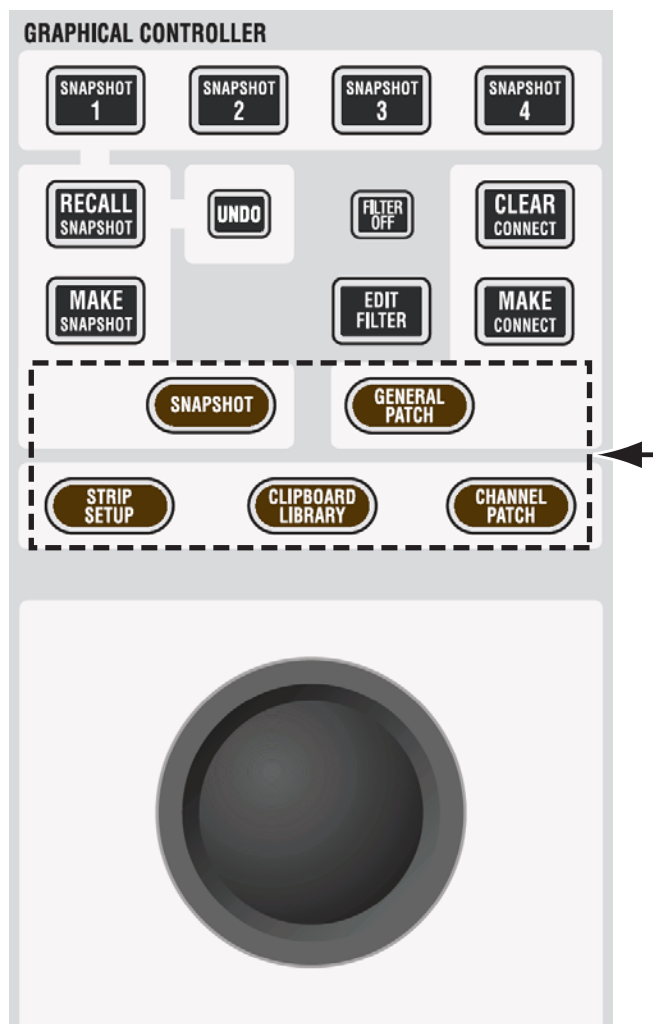 GRAPHICAL CONTROLLER
SNAPSHOT
1
SNAPSHOT
2
SNAPSHOT
3
SNAPSHOT
4
RECALL
SNAPSHOT
UNDO
FILTER
OFF
CLEAR
CONNECT
MAKE
SNAPSHOT
EDIT
FILTER
MAKE
CONNECT
SNAPSHOT
GENERAL
PATCH
STRIP
SETUP
CLIPBOARD
LIBRARY
CHANNEL
PATCH